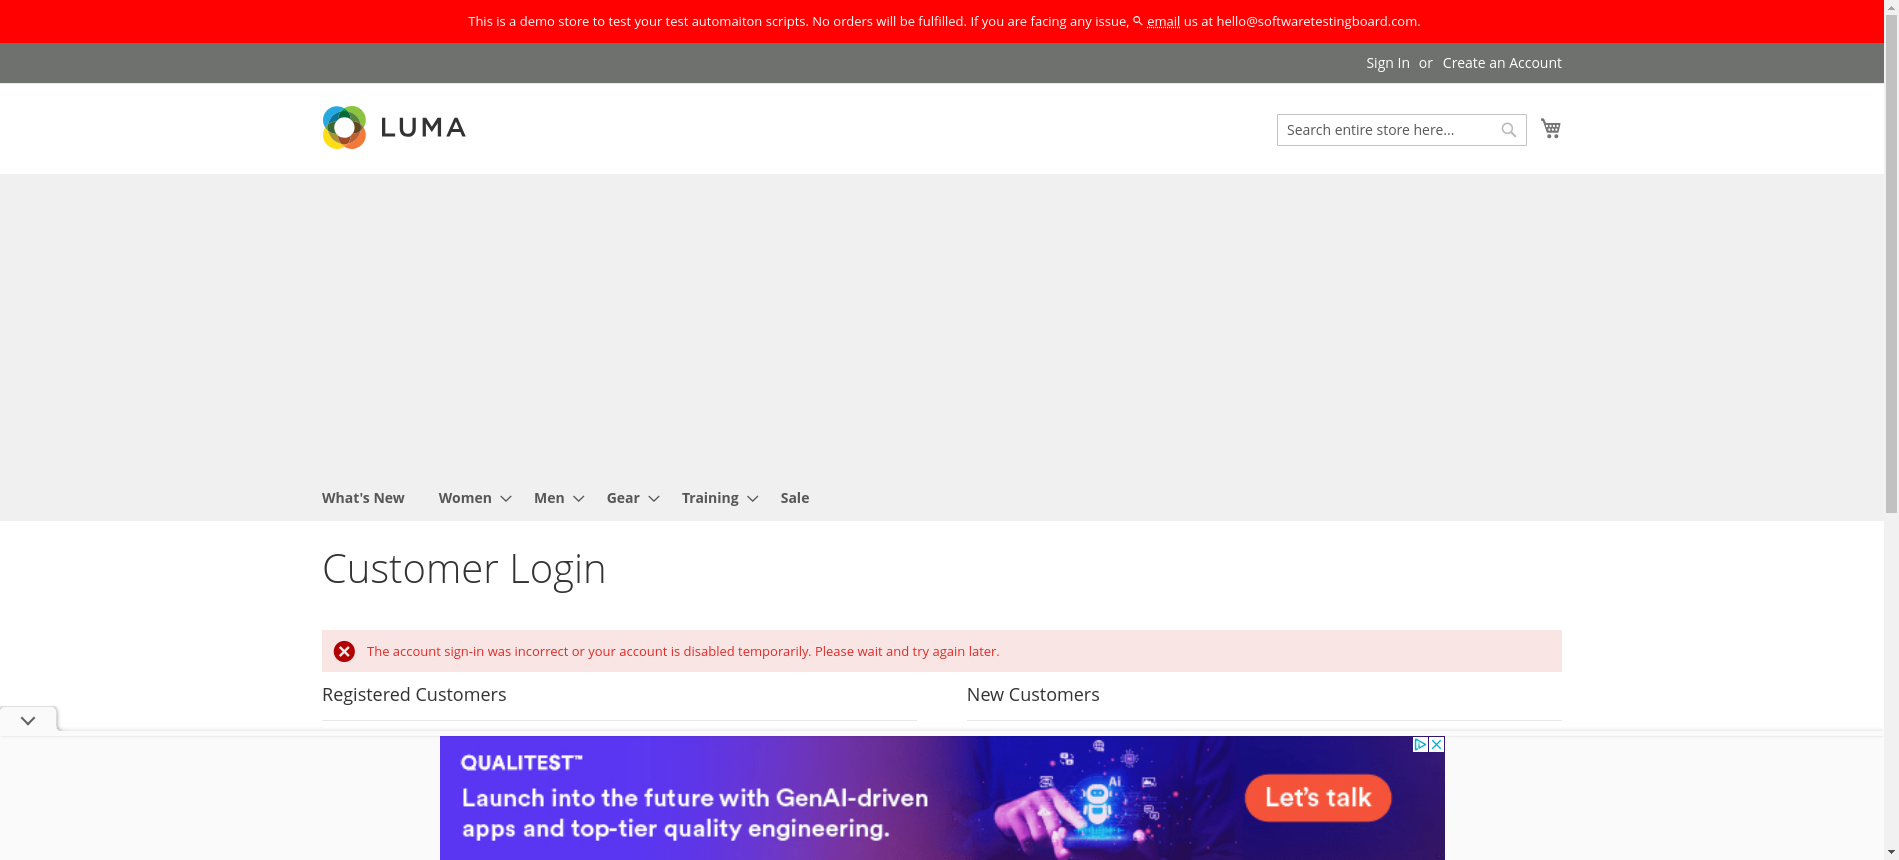 This is a demo store to test your test automaiton scripts. No orders will be fulfilled. If you are facing any issue, email us at hello@softwaretestingboard.com.
Sign In or Create an Account
LUMA
Search entire store here...
What's New Women Men Gear Training Sale
Customer Login
The account sign-in was incorrect or your account is disabled temporarily. Please wait and try again later.
Registered Customers
New Customers
QUALITEST™
Launch into the future with GenAI-driven
apps and top-tier quality engineering.
Ai
Let's talk